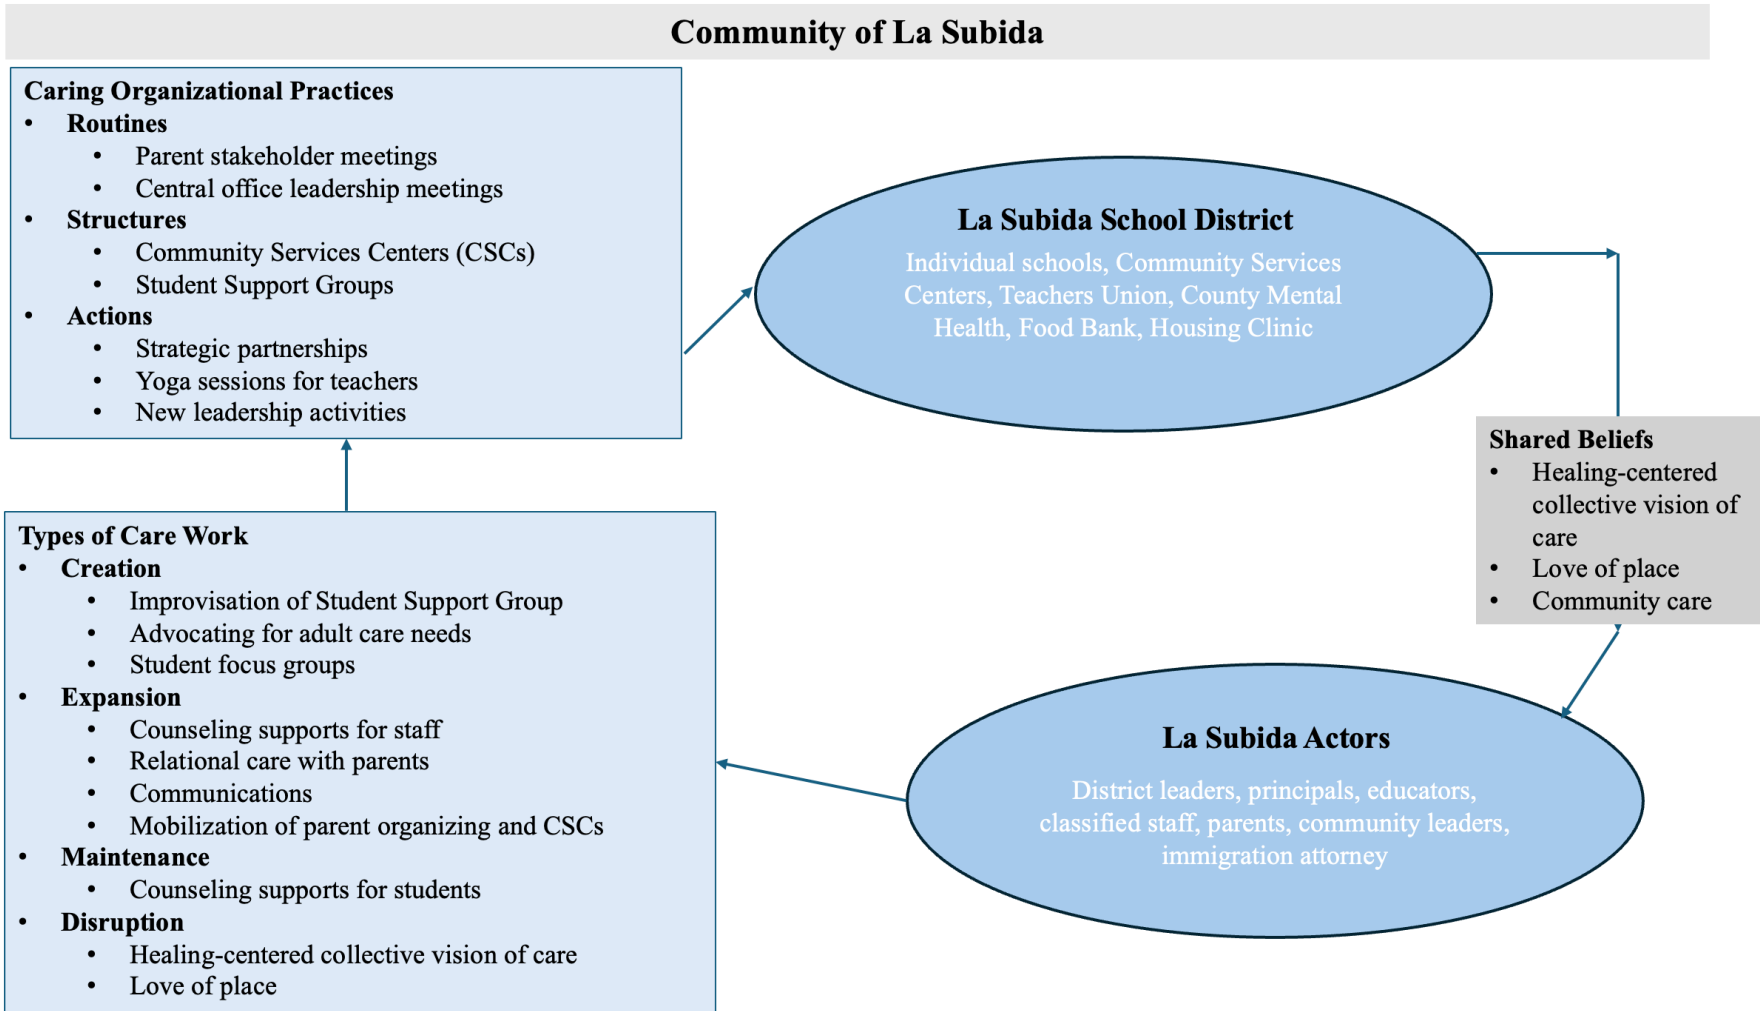 Community of La Subida
Caring Organizational Practices
• Routines
• Parent stakeholder meetings
• Central office leadership meetings
• Structures
• Community Services Centers (CSCs)
• Student Support Groups
• Actions
• Strategic partnerships
• Yoga sessions for teachers
• New leadership activities
La Subida School District
Individual schools, Community Services
Centers, Teachers Union, County Mental
Health, Food Bank, Housing Clinic
Shared Beliefs
• Healing-centered
collective vision of
care
• Love of place
• Community care
La Subida Actors
District leaders, principals, educators,
classified staff, parents, community leaders,
immigration attorney
Types of Care Work
• Creation
• Improvisation of Student Support Group
• Advocating for adult care needs
• Student focus groups
• Expansion
• Counseling supports for staff
• Relational care with parents
• Communications
• Mobilization of parent organizing and CSCs
• Maintenance
• Counseling supports for students
• Disruption
• Healing-centered collective vision of care
• Love of place